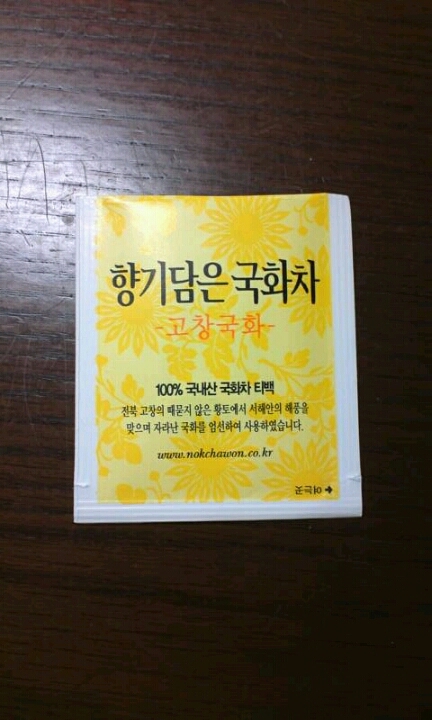 향기담은 국화차
-고창국화-
100% 국내산 국화차 티백
전북 고창의 때묻지 않은 황토에서 서해안의 해풍을
맞으며 자라난 국화를 엄선하여 사용하였습니다.
www.nokchawon.co.kr
여는곳